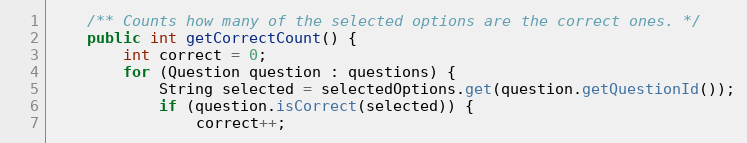 1 /** Counts how many of the selected options are the correct ones. */
2 public int getCorrectCount() {
3 int correct = 0;
4 for (Question question : questions) {
5 String selected = selectedOptions.get(question.getQuestionId());
6 if (question.isCorrect(selected)) {
7 correct++;